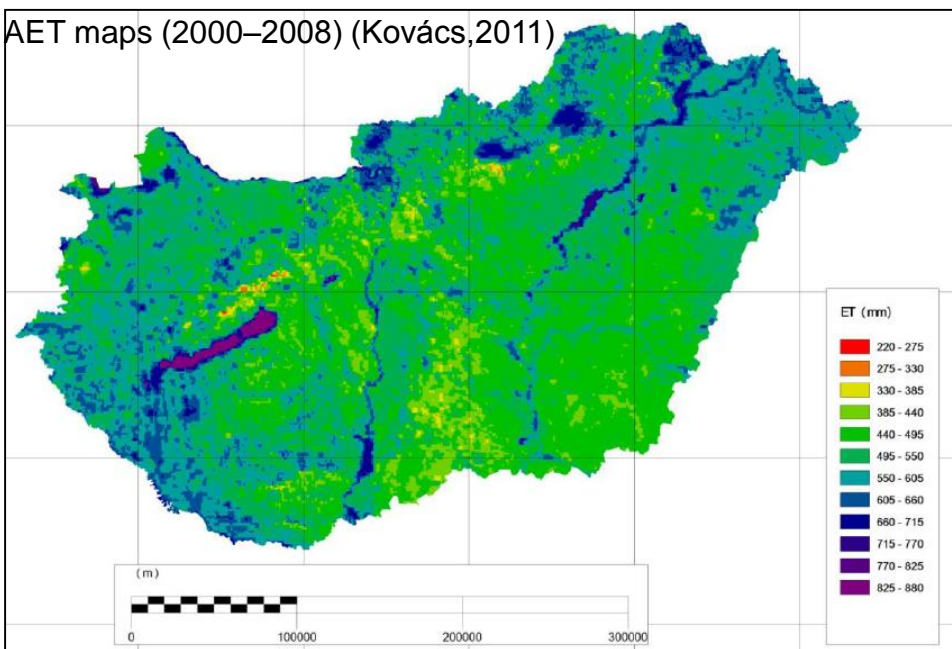 AET maps (2000–2008) (Kovács,2011)
ET (mm)
220 - 275
275 - 330
330 - 385
385 - 440
440 - 495
495 - 550
550 - 605
605 - 660
660 - 715
715 - 770
770 - 825
825 - 880
(m)
0 100000 200000 300000